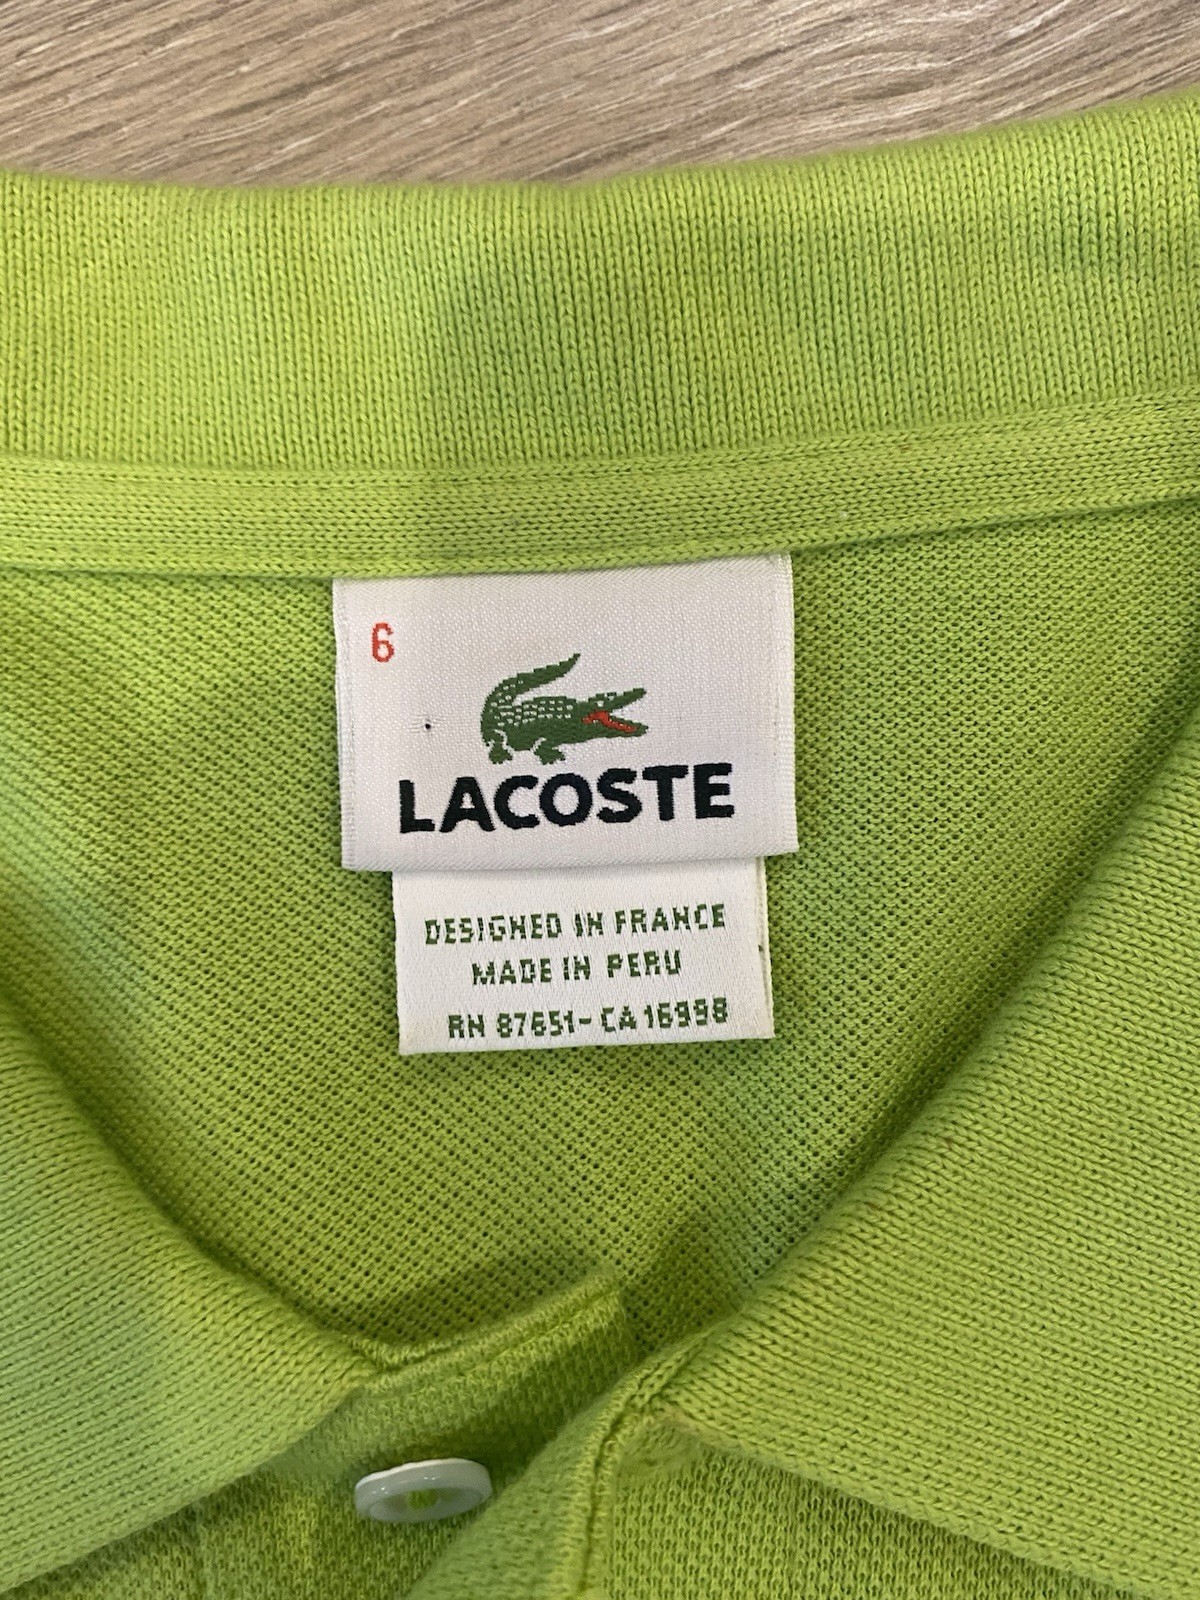 6
LACOSTE
DESIGNED IN FRANCE
MADE IN PERU
RN 87651-CA 16998